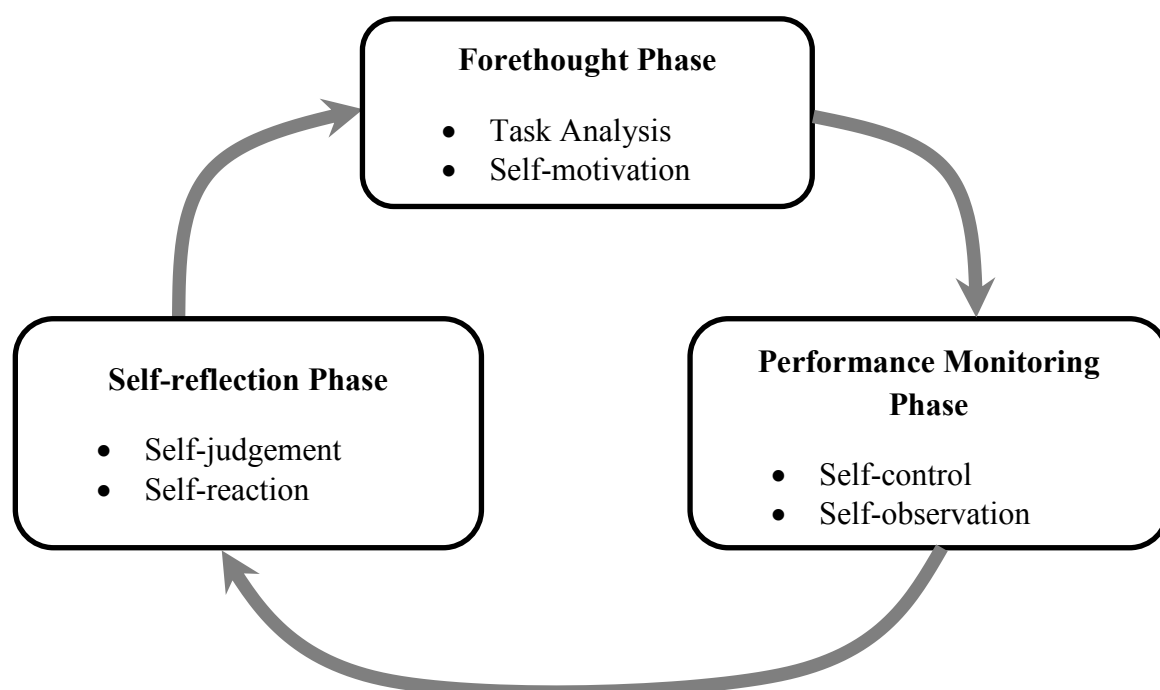 Forethought Phase
• Task Analysis
• Self-motivation
Self-reflection Phase
• Self-judgement
• Self-reaction
Performance Monitoring
Phase
• Self-control
• Self-observation